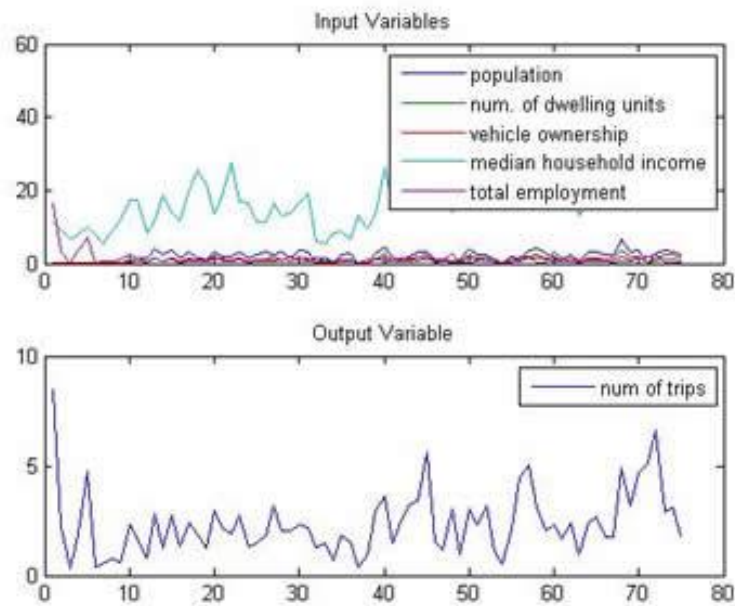 Input Variables
60
40
20
0
population
num. of dwelling units
vehicle ownership
median household income
total employment
0 10 20 30 40 50 60 70 80
Output Variable
10
5
0
num of trips
0 10 20 30 40 50 60 70 80